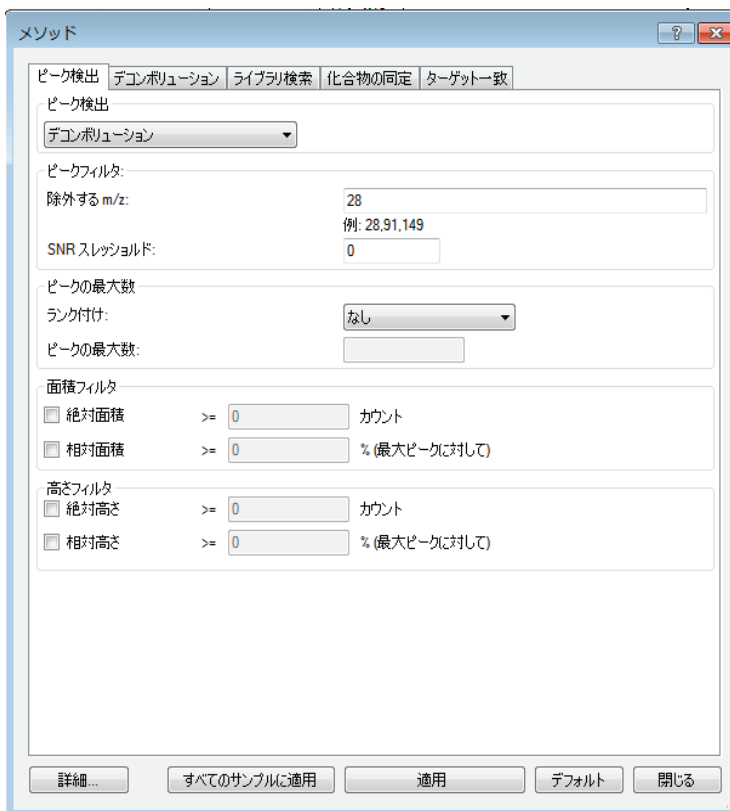 メソッド
ピーク検出 デコンボリューション ライブラリ検索 化合物の同定 ターゲット一致
ピーク検出
デコンボリューション
ピークフィルタ:
除外する m/z: 28
例: 28,91,149
SNR スレッショルド: 0
ピークの最大数
ランク付け: なし
ピークの最大数:
面積フィルタ
絶対面積 >= 0 カウント
相対面積 >= 0 % (最大ピークに対して)
高さフィルタ
絶対高さ >= 0 カウント
相対高さ >= 0 % (最大ピークに対して)
詳細... すべてのサンプルに適用 適用 デフォルト 閉じる